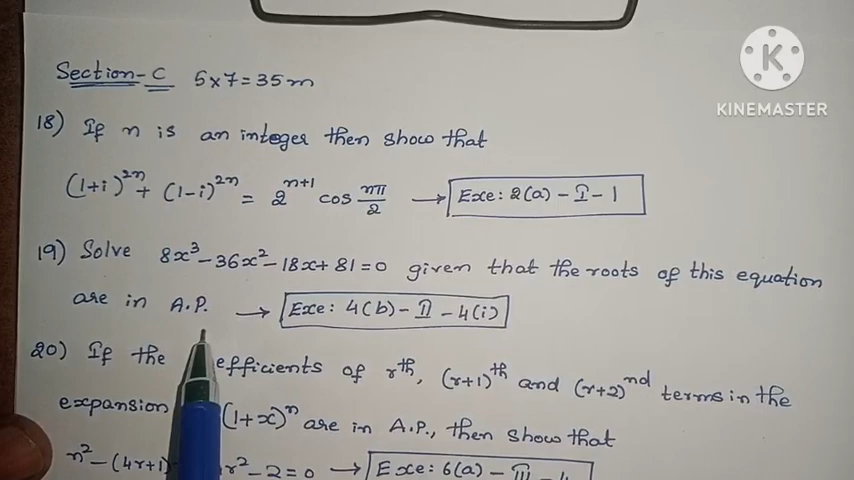 Section-C 5x7=35m
K
KINEMASTER
18) If n is an integer then show that
(1+i)^2n + (1-i)^2n = 2^n+1 cos nπ/2 → Exe: 2(a) - I - 1
19) Solve 8x³-36x²-18x+81=0 given that the roots of this equation
are in A.P. → Exe: 4(b) - II - 4(i)
20) If the efficients of rth, (r+1)th and (r+2)nd terms in the
expansion (1+x)^n are in A.P., then show that
n²-(4r+1) r²-2=0 → Exe: 6(a) - III - 4